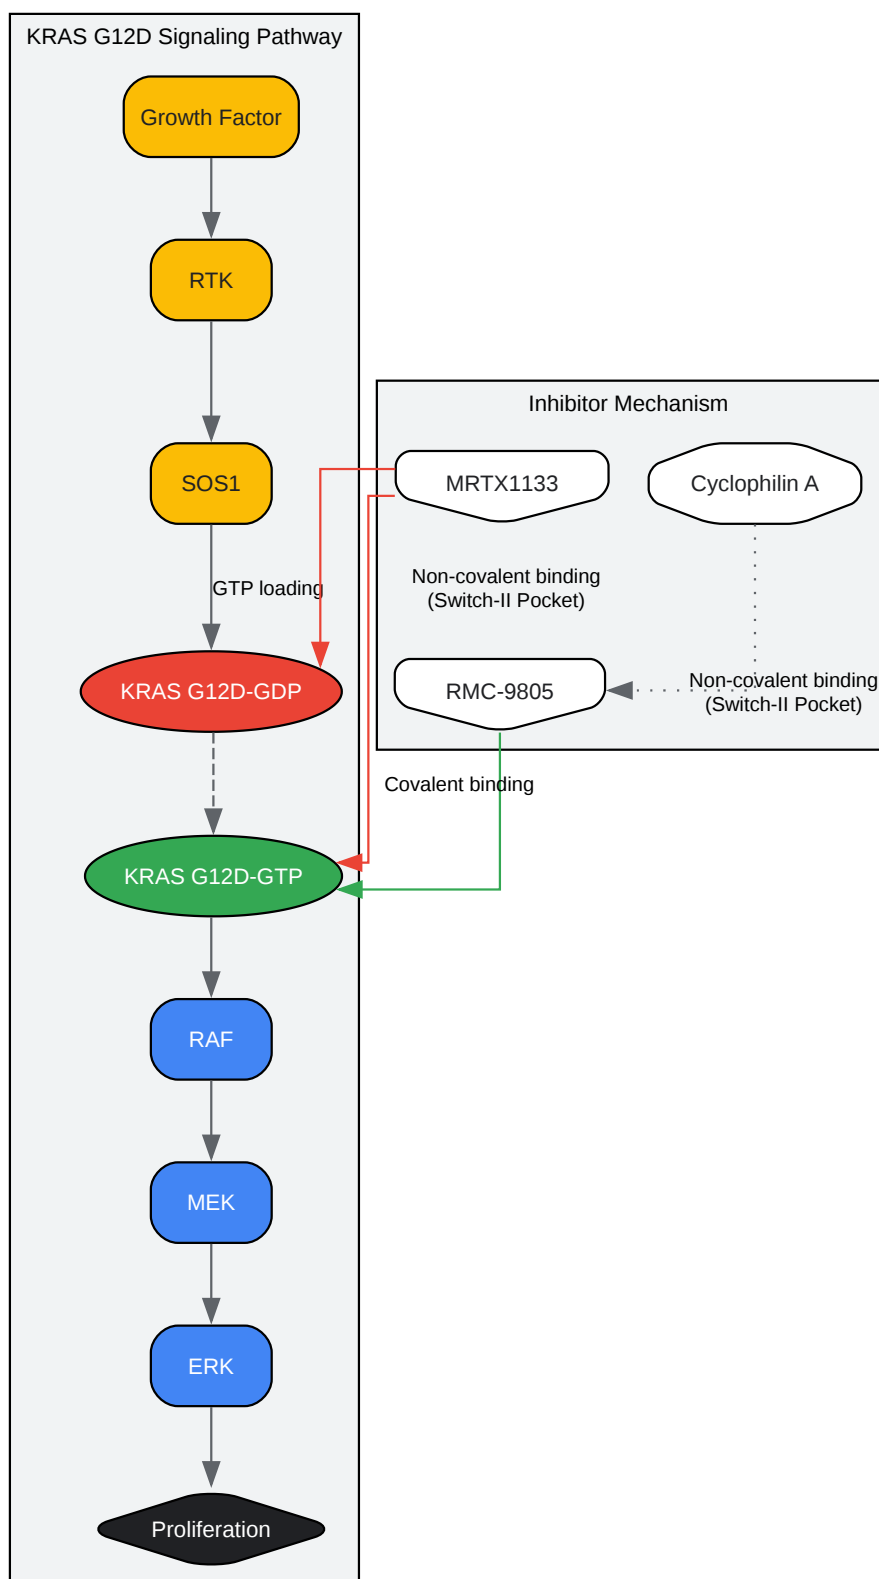 KRAS G12D Signaling Pathway
Growth Factor
RTK
SOS1
GTP loading
KRAS G12D-GDP
KRAS G12D-GTP
RAF
MEK
ERK
Proliferation
Inhibitor Mechanism
MRTX1133
Cyclophilin A
Non-covalent binding
(Switch-II Pocket)
RMC-9805
Non-covalent binding
(Switch-II Pocket)
Covalent binding